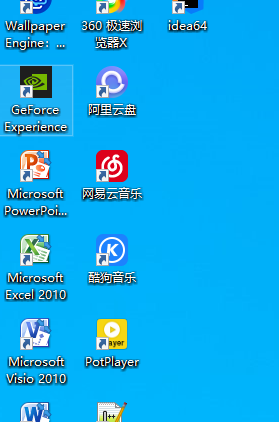 Wallpaper
Engine：...
360 极速浏
览器X
idea64
GeForce
Experience
阿里云盘
Microsoft
PowerPoi...
网易云音乐
Microsoft
Excel 2010
酷狗音乐
Microsoft
Visio 2010
PotPlayer